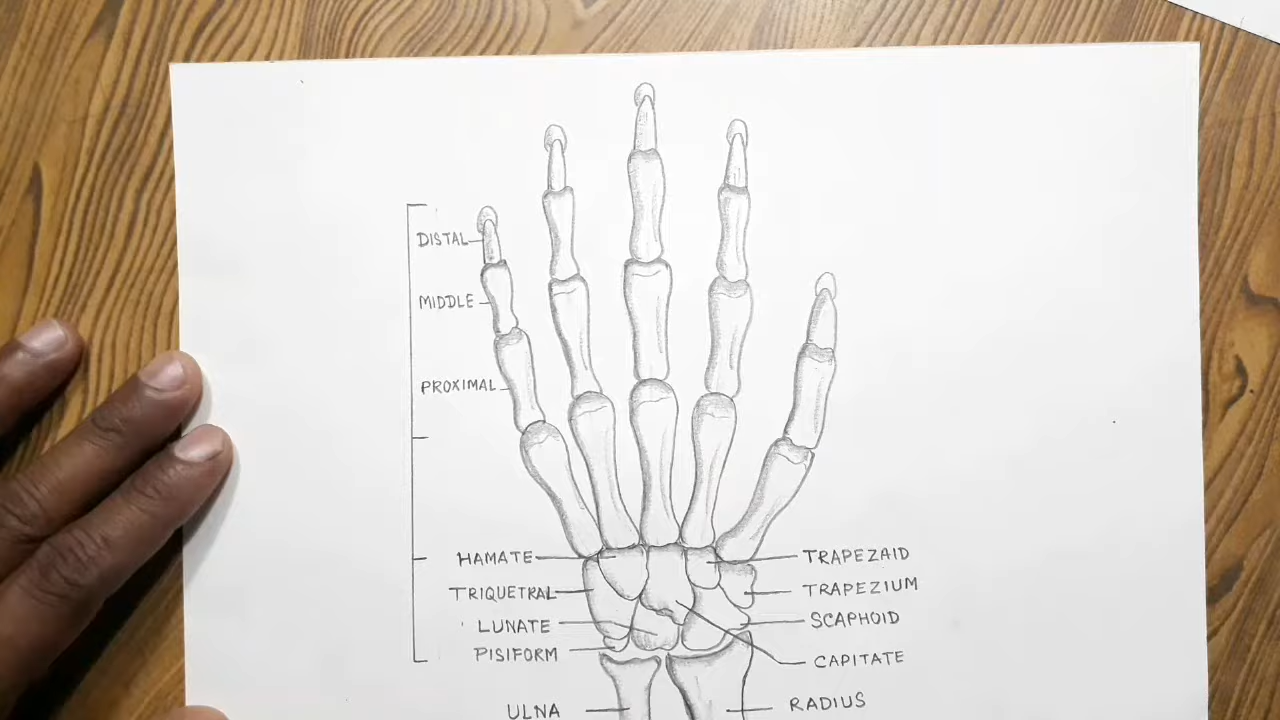 DISTAL
MIDDLE
PROXIMAL
HAMATE
TRIQUETRAL
LUNATE
PISIFORM
ULNA
TRAPEZAID
TRAPEZIUM
SCAPHOID
CAPITATE
RADIUS